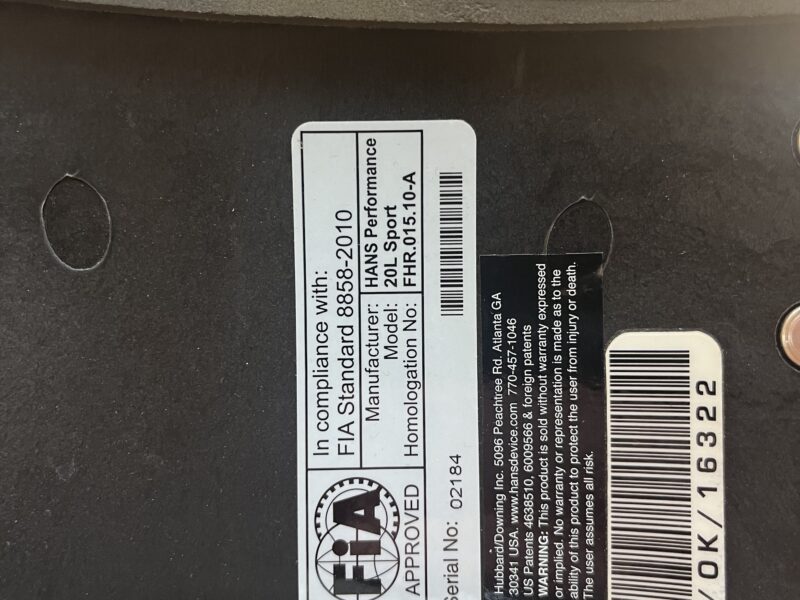 In compliance with:
FIA Standard 8858-2010
Manufacturer: HANS Performance
Model: 20L Sport
Homologation No: FHR.015.10-A
FiA
APPROVED
Serial No: 02184
Hubbard/Downing Inc. 5096 Peachtree Rd. Atlanta GA
30341 USA. www.hansdevice.com 770-457-1046
US Patents 4638510, 6009566 & foreign patents
WARNING: This product is sold without warranty expressed
or implied. No warranty or representation is made as to the
ability of this product to protect the user from injury or death.
The user assumes all risk.
/OK/16322